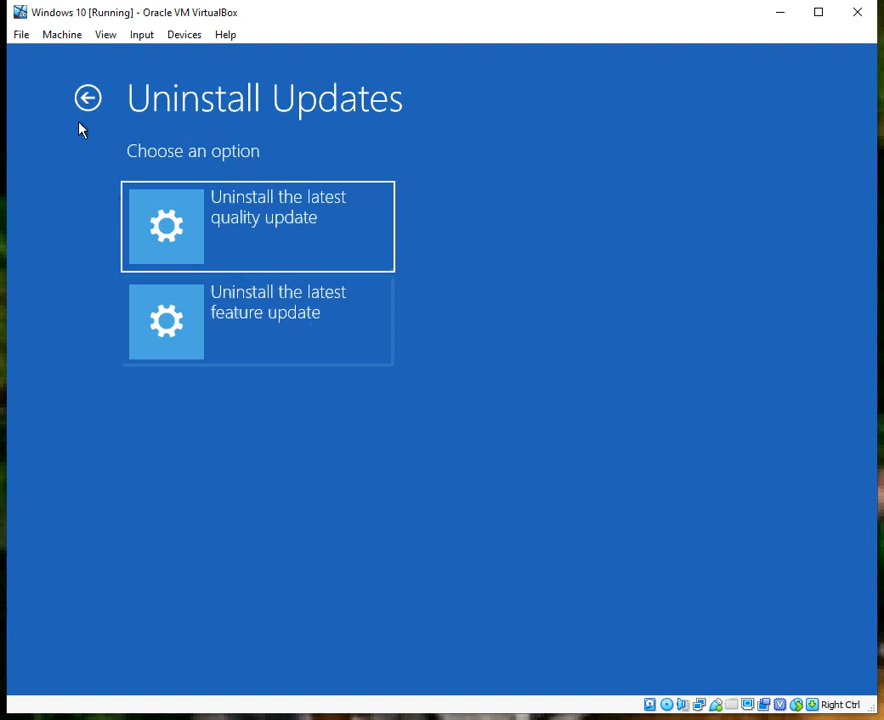 Windows 10 [Running] - Oracle VM VirtualBox
File Machine View Input Devices Help
Uninstall Updates
Choose an option
Uninstall the latest
quality update
Uninstall the latest
feature update
Right Ctrl